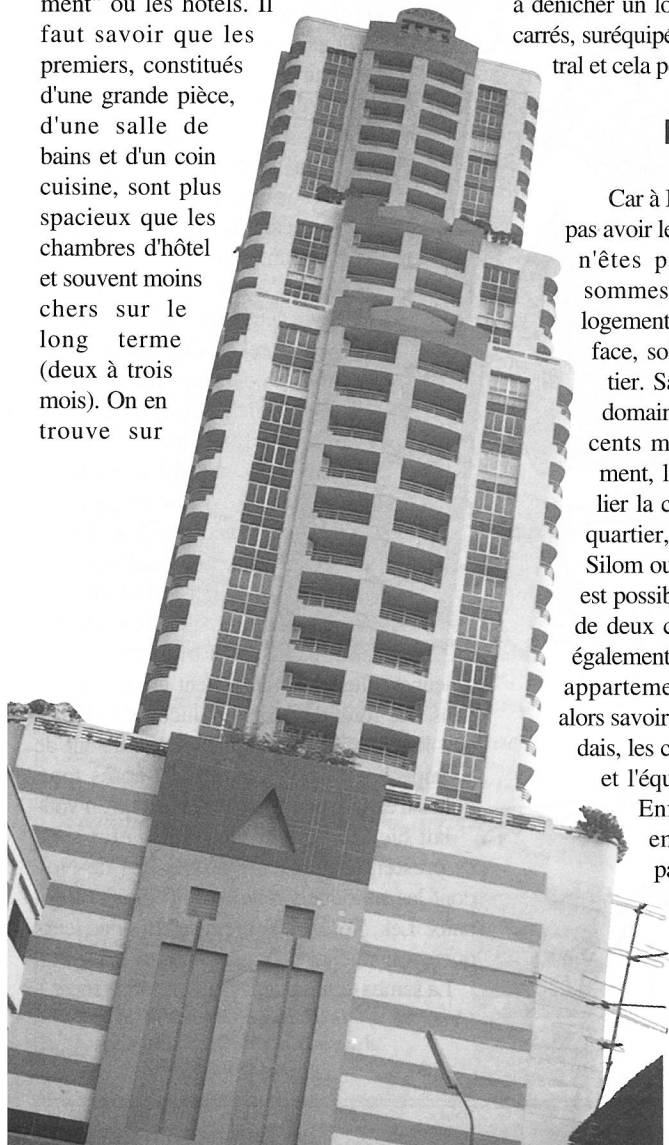 ment" ou les hôtels. Il
faut savoir que les
premiers, constitués
d'une grande pièce,
d'une salle de
bains et d'un coin
cuisine, sont plus
spacieux que les
chambres d'hôtel
et souvent moins
chers sur le
long terme
(deux à trois
mois). On en
trouve sur
à dénicher un lo
carrés, suréquipé
tral et cela p
Car à
pas avoir le
n'êtes p
sommes
logement
face, so
tier. Sa
domain
cents m
ment, l
lier la c
quartier,
Silom ou
est possib
de deux c
également
apparteme
alors savoir
dais, les c
et l'équ
En
en
pa